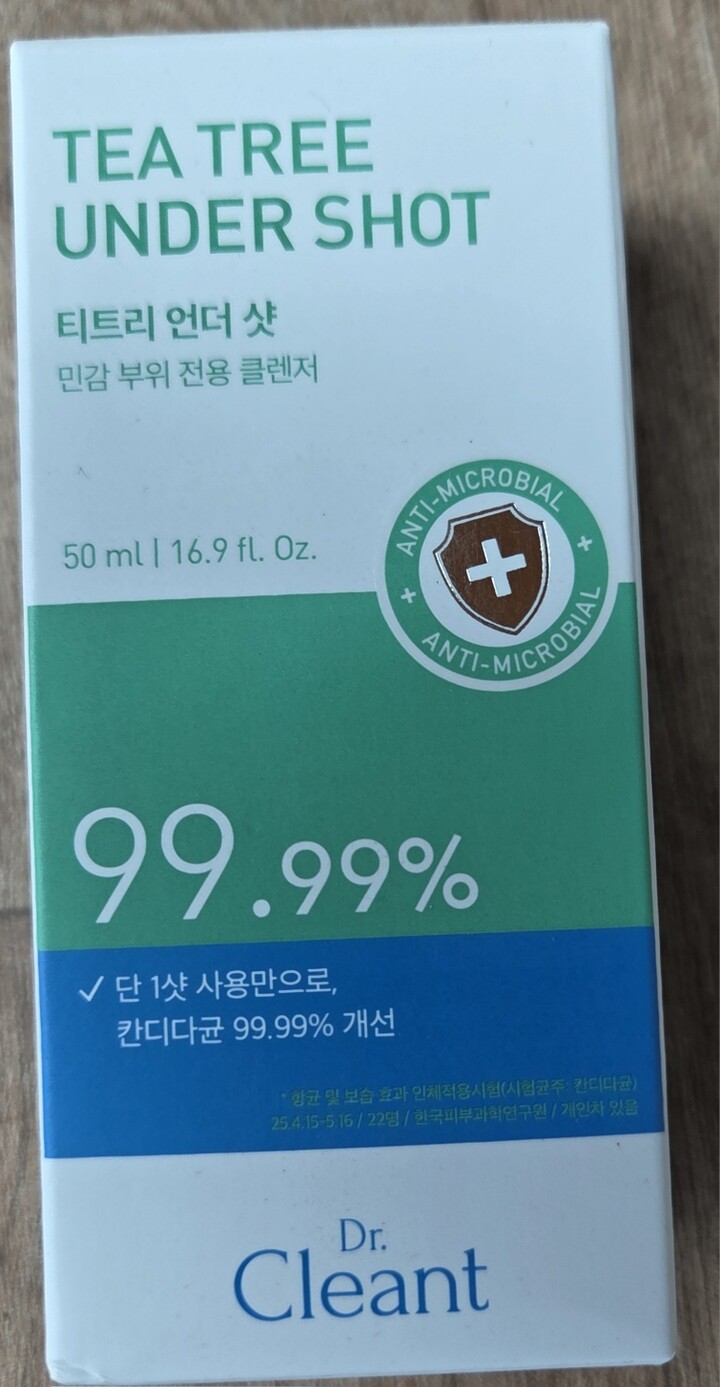 TEA TREE
UNDER SHOT
티트리 언더 샷
민감 부위 전용 클렌저
50 ml | 16.9 fl. Oz.
ANTI-MICROBIAL
ANTI-MICROBIAL
99.99%
✓ 단 1샷 사용만으로,
칸디다균 99.99% 개선
* 항균 및 보습 효과 인체적용시험(시험균주: 칸디다균)
25.4.15-5.16 / 22명 / 한국피부과학연구원 / 개인차 있음
Dr.
Cleant